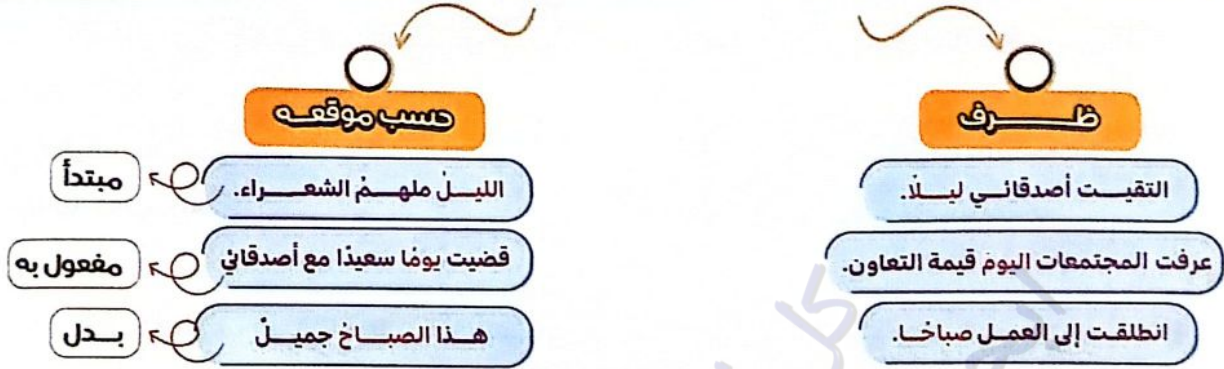 ظرف
التقيت أصدقائي ليلًا.
عرفت المجتمعات اليومَ قيمة التعاون.
انطلقت إلى العمل صباحًا.
حسب موقعه
الليلُ ملهمُ الشعراء.
مبتدأ
قضيت يومًا سعيدًا مع أصدقائي
مفعول به
هذا الصباحُ جميلٌ
بدل